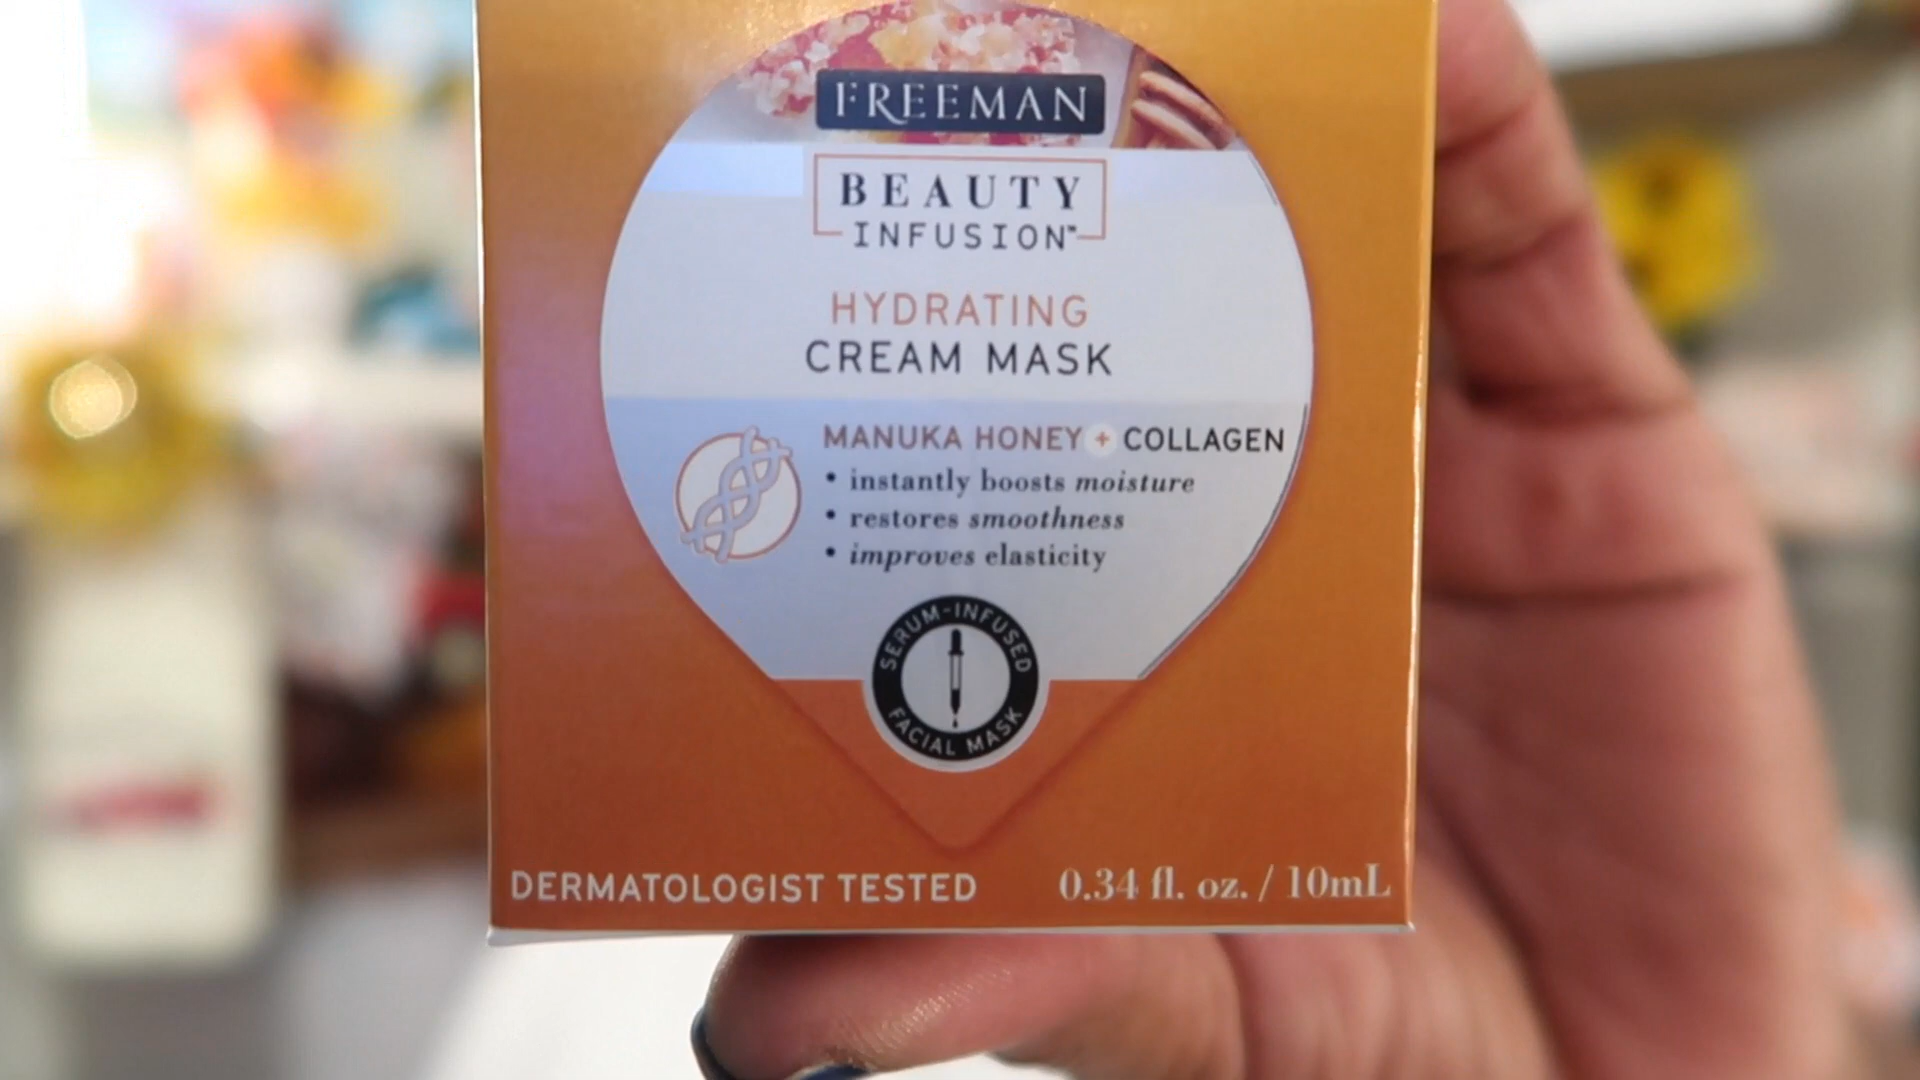 FREEMAN
BEAUTY
INFUSION™
HYDRATING
CREAM MASK
MANUKA HONEY + COLLAGEN
• instantly boosts moisture
• restores smoothness
• improves elasticity
SERUM-INFUSED
FACIAL MASK
DERMATOLOGIST TESTED
0.34 fl. oz. / 10mL